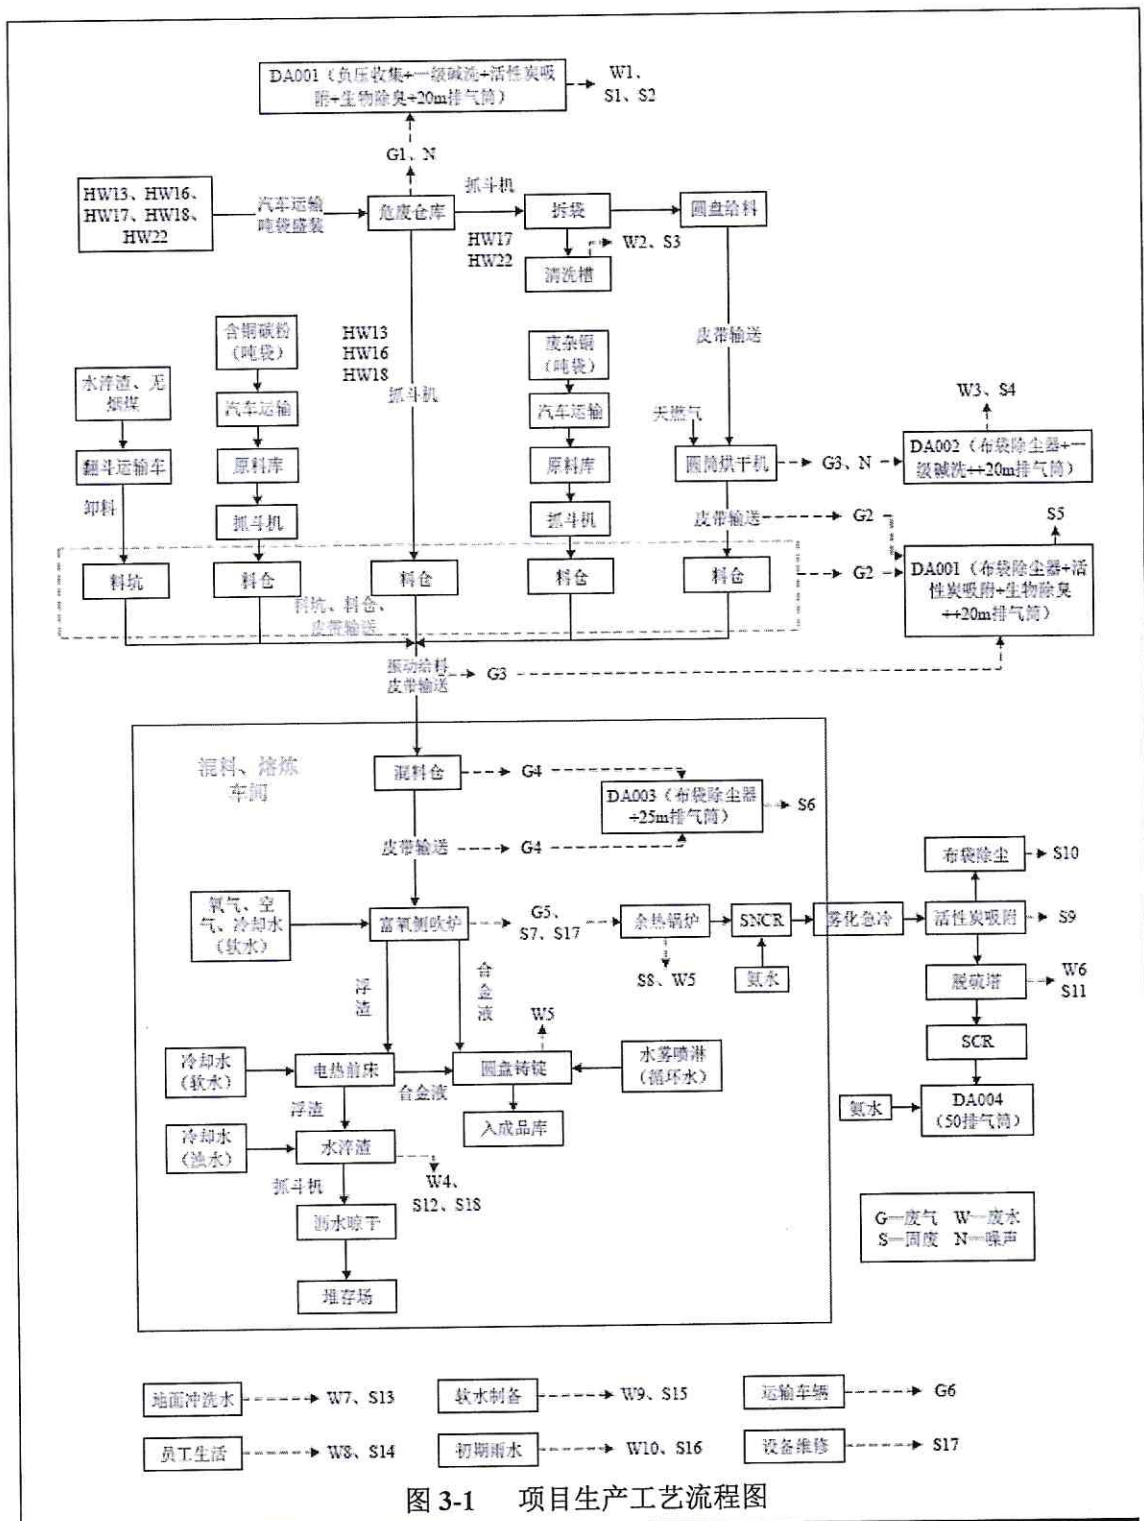 DA001（负压收集+一级碱洗+活性炭吸
附+生物除臭+20m排气筒）
W1、
S1、S2
G1、N
HW13、HW16、
HW17、HW18、
HW22
汽车运输
吨袋盛装
危废仓库
抓斗机
HW17
HW22
拆袋
圆盘给料
W2、S3
清洗槽
HW13
HW16
HW18
抓斗机
皮带输送
含铜碳粉
（吨袋）
废杂铜
（吨袋）
水淬渣、无
烟煤
汽车运输
汽车运输
天燃气
W3、S4
翻斗运输车
原料库
原料库
圆筒烘干机
G3、N
DA002（布袋除尘器+一
级碱洗++20m排气筒）
卸料
抓斗机
抓斗机
皮带输送
G2
S5
料坑
料仓
料仓
料仓
料仓
G2
DA001（布袋除尘器+活
性炭吸附+生物除臭
++20m排气筒）
料坑、料仓、
皮带输送
振动给料
皮带输送
G3
混料、熔炼
车间
混料仓
G4
DA003（布袋除尘器
+25m排气筒）
S6
皮带输送
G4
布袋除尘
S10
氧气、空
气、冷却水
（软水）
富氧侧吹炉
G5、
S7、S17
余热锅炉
SNCR
雾化急冷
活性炭吸附
S9
S8、W5
氨水
浮渣
合金液
脱硫塔
W6
S11
W5
SCR
冷却水
（软水）
电热前床
合金液
圆盘铸锭
水雾喷淋
（循环水）
氨水
DA004
（50排气筒）
浮渣
入成品库
冷却水
（浊水）
水淬渣
W4、
S12、S18
抓斗机
沥水晾干
G—废气 W—废水
S—固废 N—噪声
堆存场
地面冲洗水
W7、S13
软水制备
W9、S15
运输车辆
G6
员工生活
W8、S14
初期雨水
W10、S16
设备维修
S17
图 3-1 项目生产工艺流程图